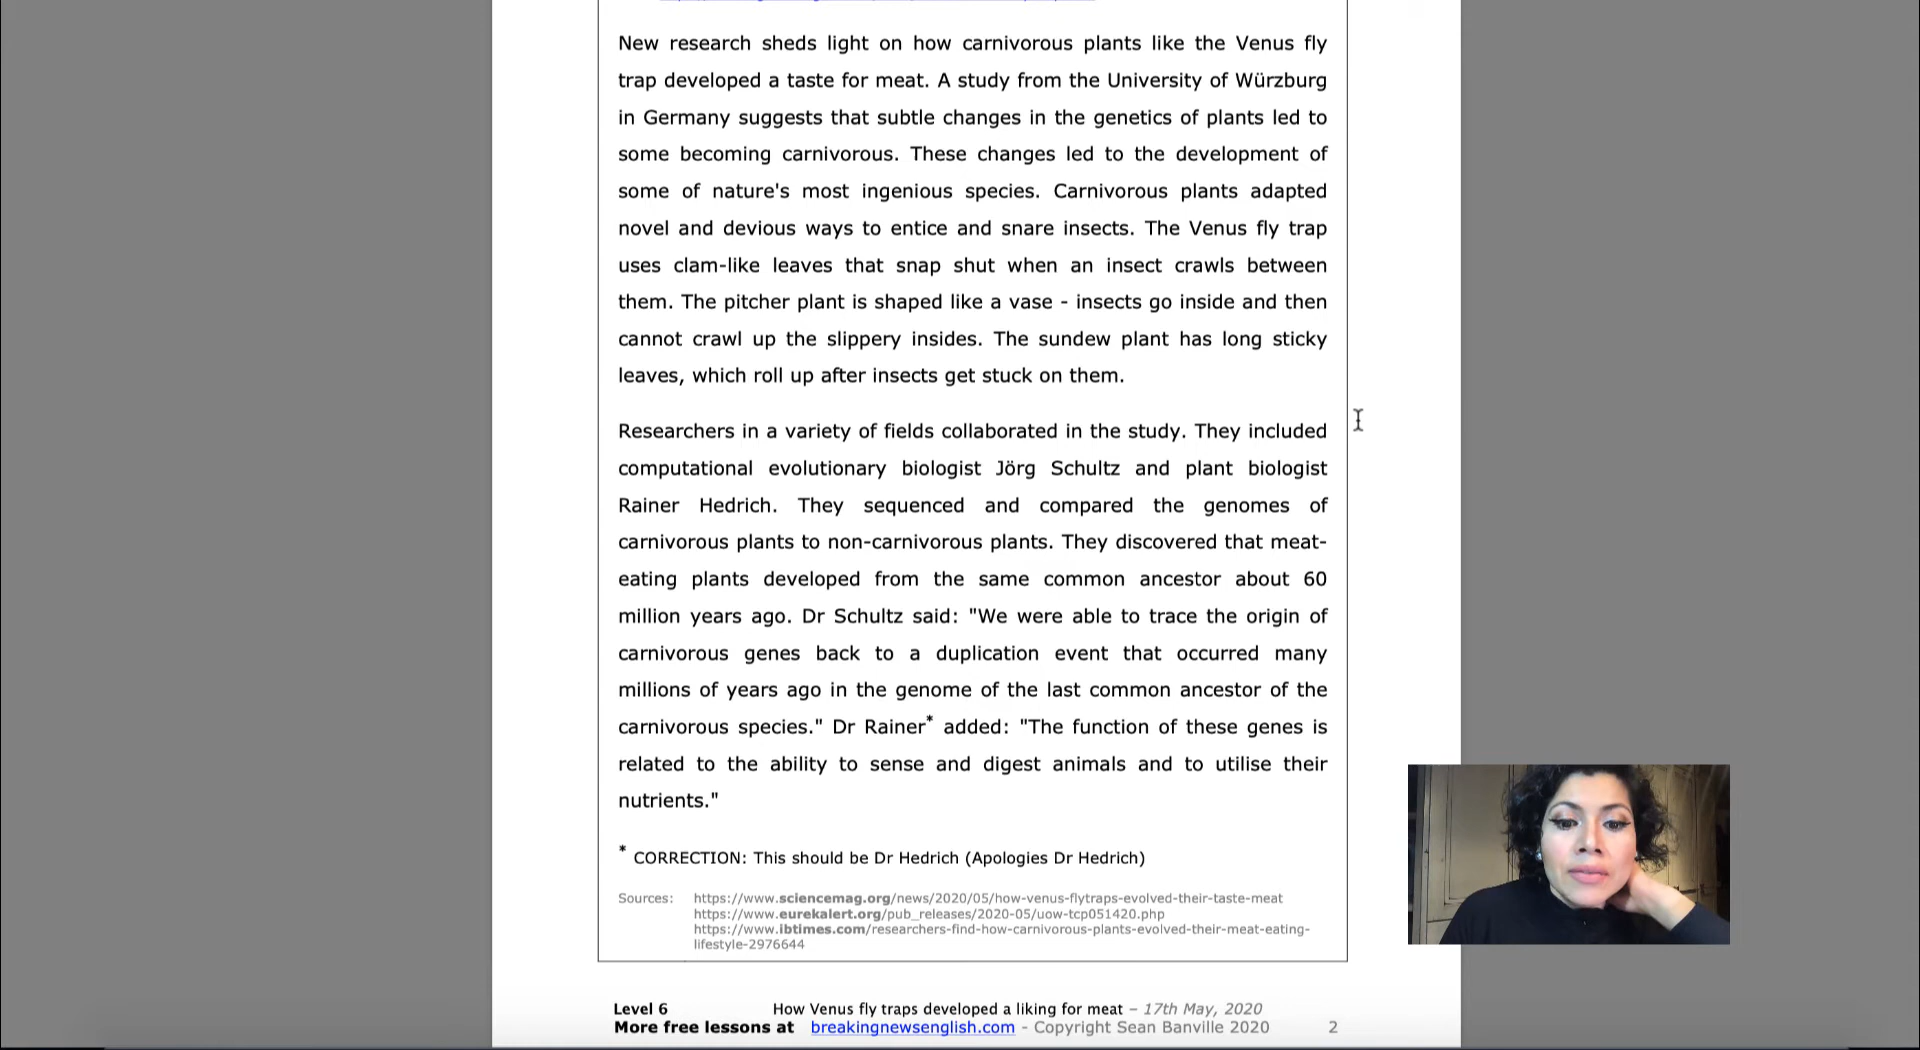 New research sheds light on how carnivorous plants like the Venus fly
trap developed a taste for meat. A study from the University of Würzburg
in Germany suggests that subtle changes in the genetics of plants led to
some becoming carnivorous. These changes led to the development of
some of nature's most ingenious species. Carnivorous plants adapted
novel and devious ways to entice and snare insects. The Venus fly trap
uses clam-like leaves that snap shut when an insect crawls between
them. The pitcher plant is shaped like a vase - insects go inside and then
cannot crawl up the slippery insides. The sundew plant has long sticky
leaves, which roll up after insects get stuck on them.
Researchers in a variety of fields collaborated in the study. They included
computational evolutionary biologist Jörg Schultz and plant biologist
Rainer Hedrich. They sequenced and compared the genomes of
carnivorous plants to non-carnivorous plants. They discovered that meat-
eating plants developed from the same common ancestor about 60
million years ago. Dr Schultz said: "We were able to trace the origin of
carnivorous genes back to a duplication event that occurred many
millions of years ago in the genome of the last common ancestor of the
carnivorous species." Dr Rainer* added: "The function of these genes is
related to the ability to sense and digest animals and to utilise their
nutrients."
* CORRECTION: This should be Dr Hedrich (Apologies Dr Hedrich)
Sources: https://www.sciencemag.org/news/2020/05/how-venus-flytraps-evolved-their-taste-meat
https://www.eurekalert.org/pub_releases/2020-05/uow-tcp051420.php
https://www.ibtimes.com/researchers-find-how-carnivorous-plants-evolved-their-meat-eating-
lifestyle-2976644
Level 6 How Venus fly traps developed a liking for meat – 17th May, 2020
More free lessons at breakingnewsenglish.com - Copyright Sean Banville 2020 2